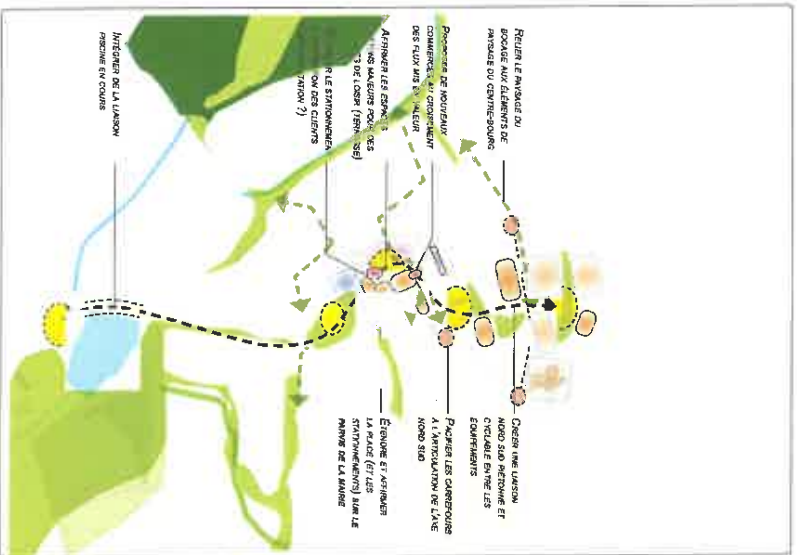 RELIER LE PAYSAGE DU
BOCAGE AUX ÉLÉMENTS DE
PAYSAGE DU CENTRE-BOURG
PROPOSER DE NOUVEAUX
COMMERCES AU CROISEMENT
DES FLUX MIS EN VALEUR
AFFIRMER LES ESPACES
MAJEURS POUR DES
DE LOISIR (TERRASSE)
LE STATIONNEMEN
DES CLIENTS
INTÉGRER DE LA LIAISON
PISCINE EN COURS
CRÉER UNE LIAISON
NORD SUD PIÉTONNE ET
CYCLABLE ENTRE LES
ÉQUIPEMENTS
PACIFIER LES CARREFOURS
À L'ARTICULATION DE L'AXE
NORD SUD
ÉTENDRE ET AFFIRMER
LA PLACE (ET LES
STATIONNEMENTS) SUR LE
PARVIS DE LA MAIRIE